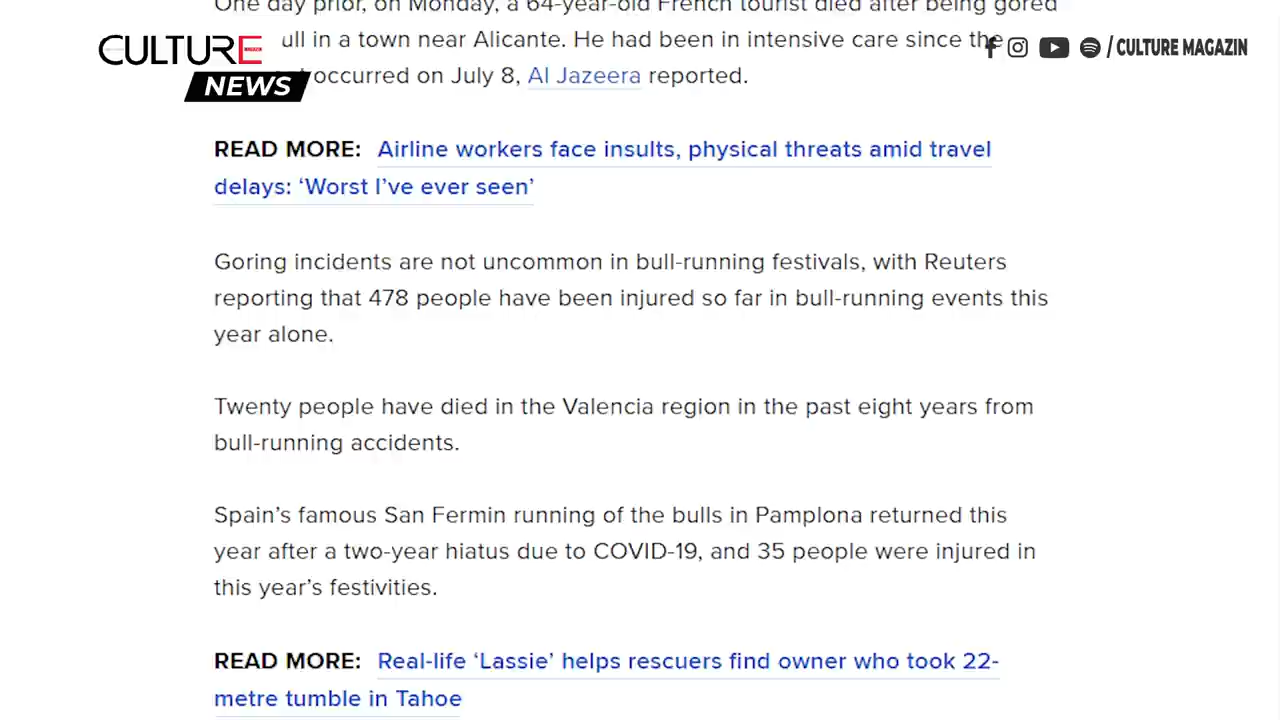 One day prior, on Monday, a 64-year-old French tourist died after being gored
CULTURE
ull in a town near Alicante. He had been in intensive care since the
/ CULTURE MAGAZIN
NEWS
occurred on July 8, Al Jazeera reported.
READ MORE: Airline workers face insults, physical threats amid travel
delays: ‘Worst I’ve ever seen’
Goring incidents are not uncommon in bull-running festivals, with Reuters
reporting that 478 people have been injured so far in bull-running events this
year alone.
Twenty people have died in the Valencia region in the past eight years from
bull-running accidents.
Spain’s famous San Fermin running of the bulls in Pamplona returned this
year after a two-year hiatus due to COVID-19, and 35 people were injured in
this year’s festivities.
READ MORE: Real-life ‘Lassie’ helps rescuers find owner who took 22-
metre tumble in Tahoe